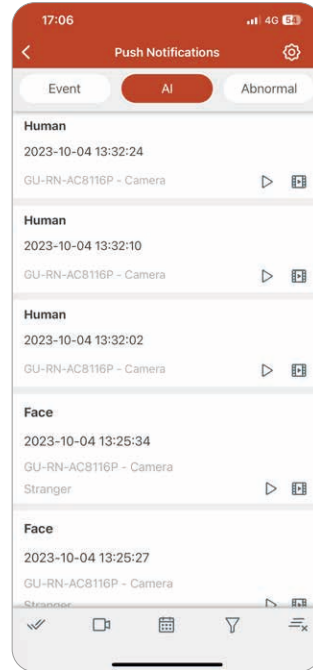 17:06
4G 54
Push Notifications
Event AI Abnormal
Human
2023-10-04 13:32:24
GU-RN-AC8116P - Camera
Human
2023-10-04 13:32:10
GU-RN-AC8116P - Camera
Human
2023-10-04 13:32:02
GU-RN-AC8116P - Camera
Face
2023-10-04 13:25:34
GU-RN-AC8116P - Camera
Stranger
Face
2023-10-04 13:25:27
GU-RN-AC8116P - Camera
Stranger